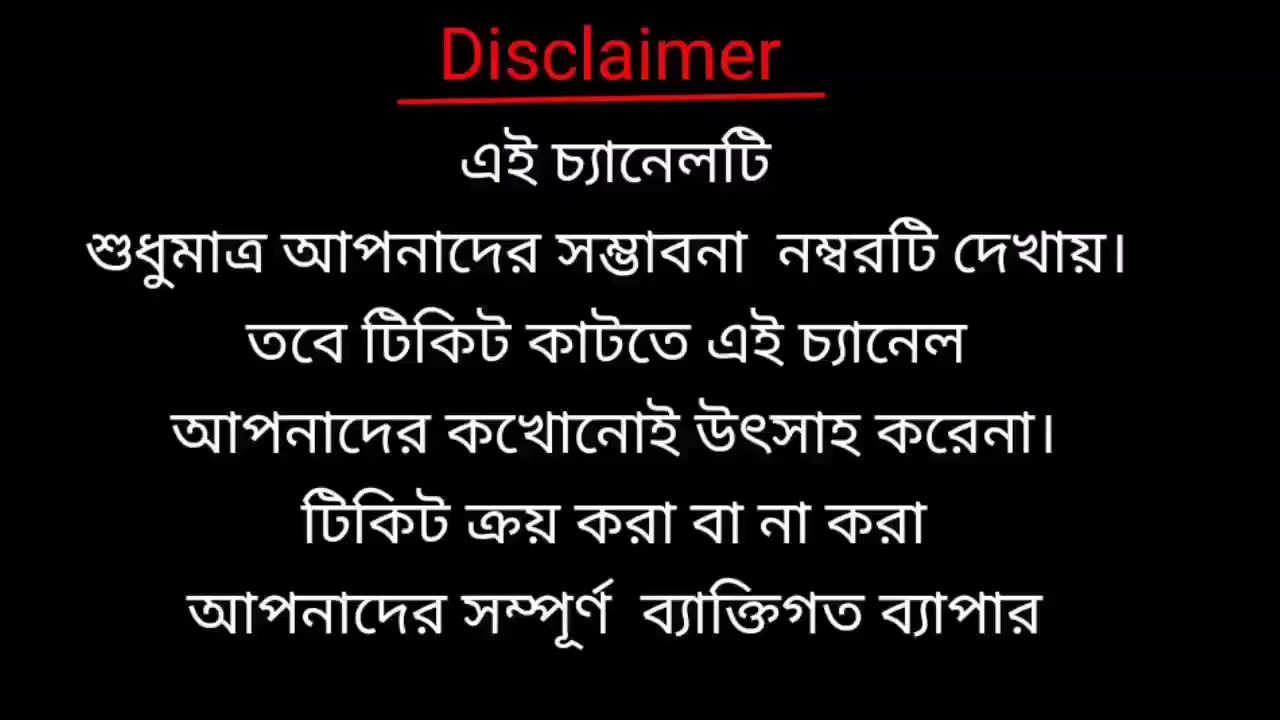 Disclaimer
এই চ্যানেলটি
শুধুমাত্র আপনাদের সম্ভাবনা নম্বরটি দেখায়।
তবে টিকিট কাটতে এই চ্যানেল
আপনাদের কখোনোই উৎসাহ করেনা।
টিকিট ক্রয় করা বা না করা
আপনাদের সম্পূর্ণ ব্যাক্তিগত ব্যাপার